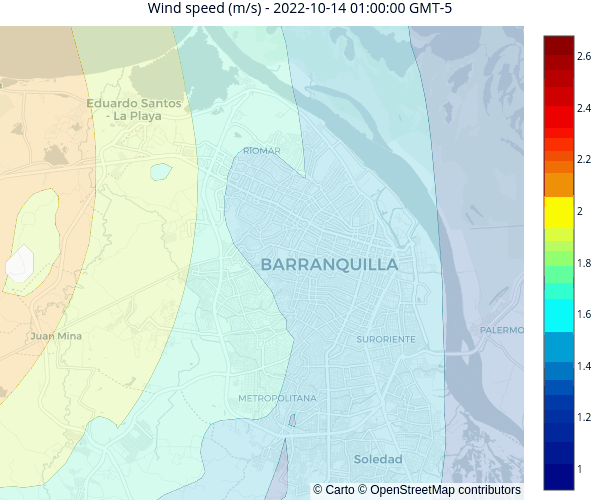 Wind speed (m/s) - 2022-10-14 01:00:00 GMT-5
2.6
2.4
2.2
2
1.8
1.6
1.4
1.2
1
Eduardo Santos
- La Playa
RIOMAR
BARRANQUILLA
Juan Mina
SURORIENTE
PALERMO
METROPOLITANA
Soledad
© Carto © OpenStreetMap contributors